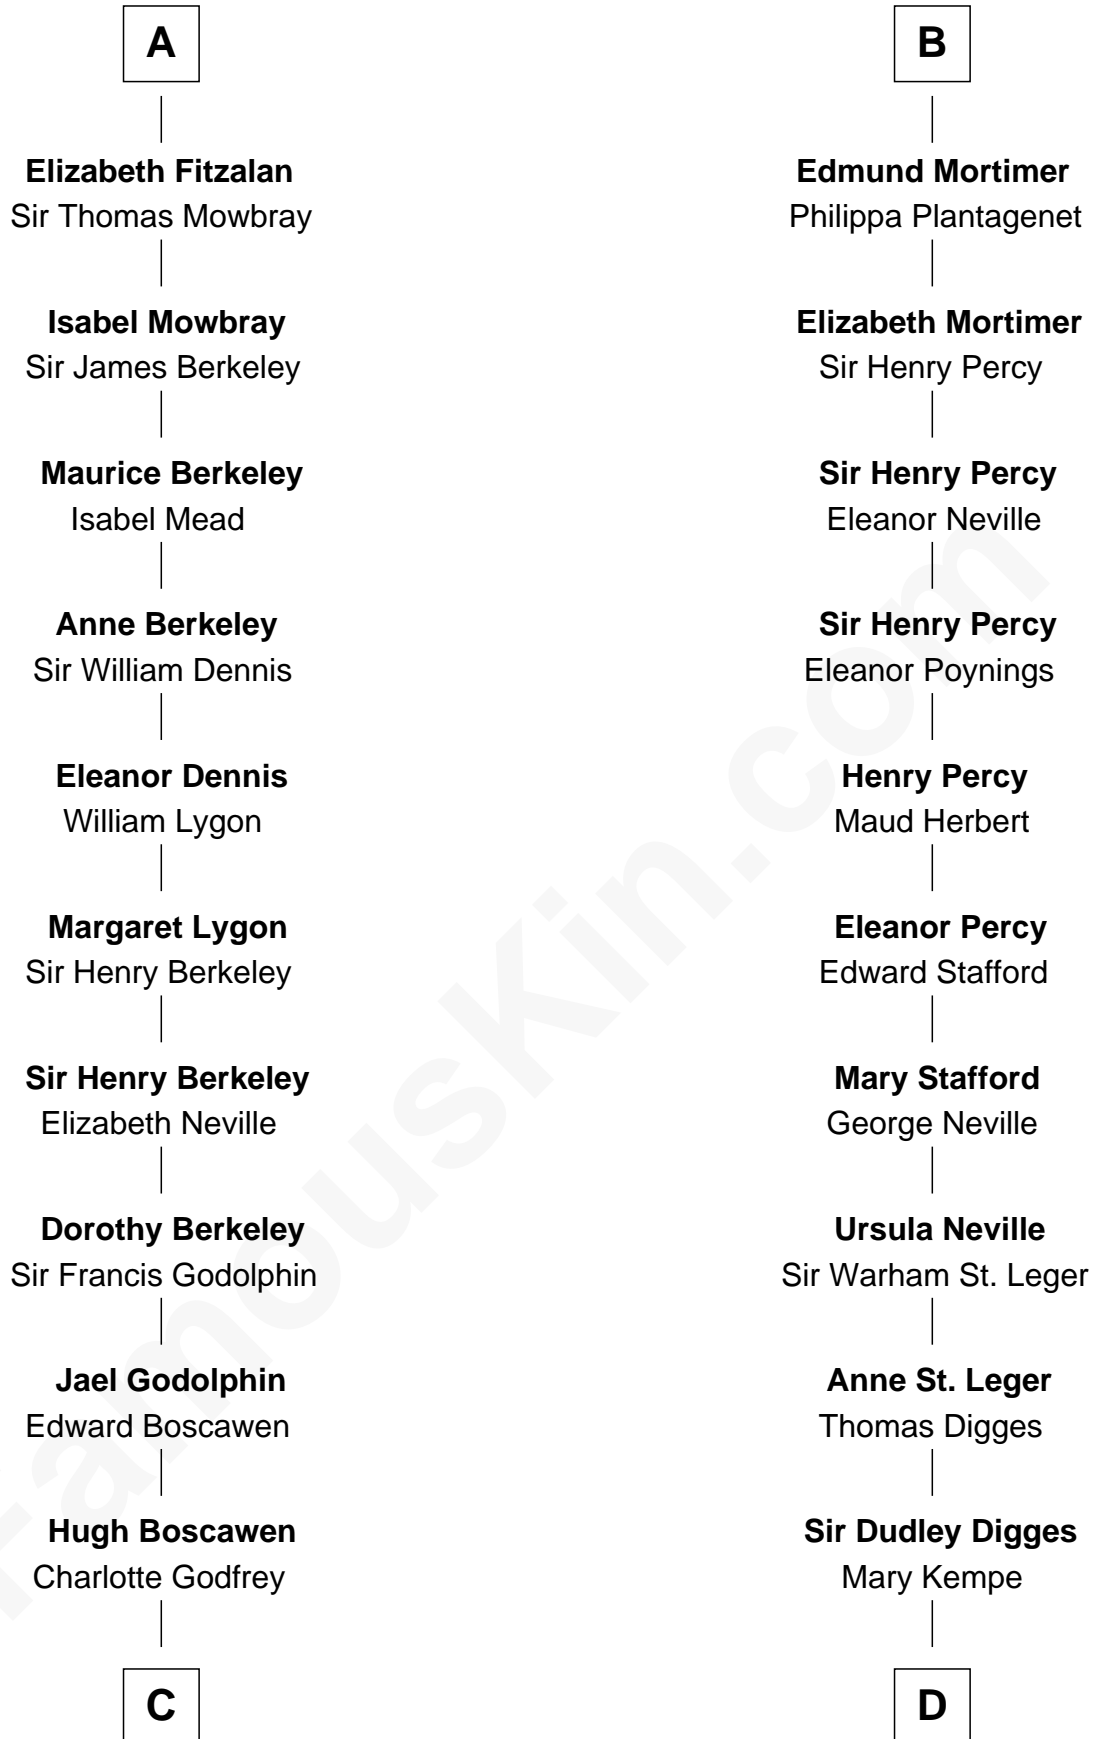 A
Elizabeth Fitzalan
Sir Thomas Mowbray
Isabel Mowbray
Sir James Berkeley
Maurice Berkeley
Isabel Mead
Anne Berkeley
Sir William Dennis
Eleanor Dennis
William Lygon
Margaret Lygon
Sir Henry Berkeley
Sir Henry Berkeley
Elizabeth Neville
Dorothy Berkeley
Sir Francis Godolphin
Jael Godolphin
Edward Boscawen
Hugh Boscawen
Charlotte Godfrey
C
B
Edmund Mortimer
Philippa Plantagenet
Elizabeth Mortimer
Sir Henry Percy
Sir Henry Percy
Eleanor Neville
Sir Henry Percy
Eleanor Poynings
Henry Percy
Maud Herbert
Eleanor Percy
Edward Stafford
Mary Stafford
George Neville
Ursula Neville
Sir Warham St. Leger
Anne St. Leger
Thomas Digges
Sir Dudley Digges
Mary Kempe
D
FamousKin.com